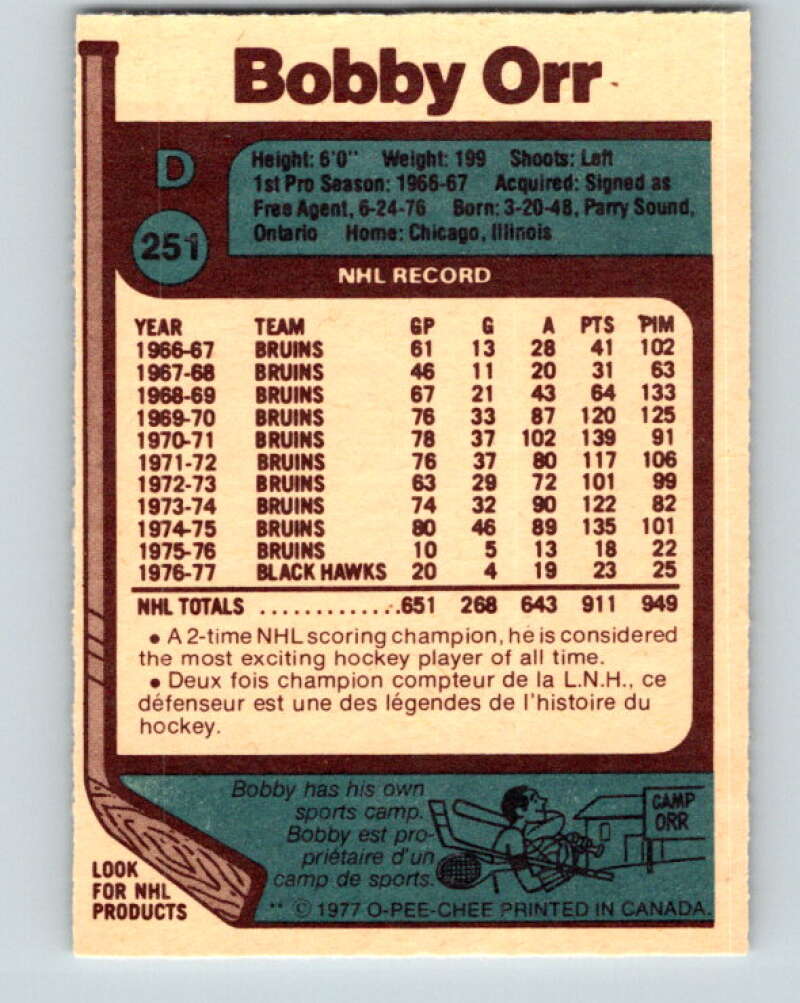 Bobby Orr
D
251
Height: 6'0" Weight: 199 Shoots: Left
1st Pro Season: 1966-67 Acquired: Signed as
Free Agent, 6-24-76 Born: 3-20-48, Parry Sound,
Ontario Home: Chicago, Illinois
NHL RECORD
YEAR TEAM GP G A PTS PIM
1966-67 BRUINS 61 13 28 41 102
1967-68 BRUINS 46 11 20 31 63
1968-69 BRUINS 67 21 43 64 133
1969-70 BRUINS 76 33 87 120 125
1970-71 BRUINS 78 37 102 139 91
1971-72 BRUINS 76 37 80 117 106
1972-73 BRUINS 63 29 72 101 99
1973-74 BRUINS 74 32 90 122 82
1974-75 BRUINS 80 46 89 135 101
1975-76 BRUINS 10 5 13 18 22
1976-77 BLACK HAWKS 20 4 19 23 25
NHL TOTALS .............651 268 643 911 949
• A 2-time NHL scoring champion, he is considered
the most exciting hockey player of all time.
• Deux fois champion compteur de la L.N.H., ce
défenseur est une des légendes de l'histoire du
hockey.
Bobby has his own
sports camp.
Bobby est pro-
priétaire d'un
camp de sports.
CAMP
ORR
LOOK
FOR NHL
PRODUCTS
** © 1977 O-PEE-CHEE PRINTED IN CANADA.